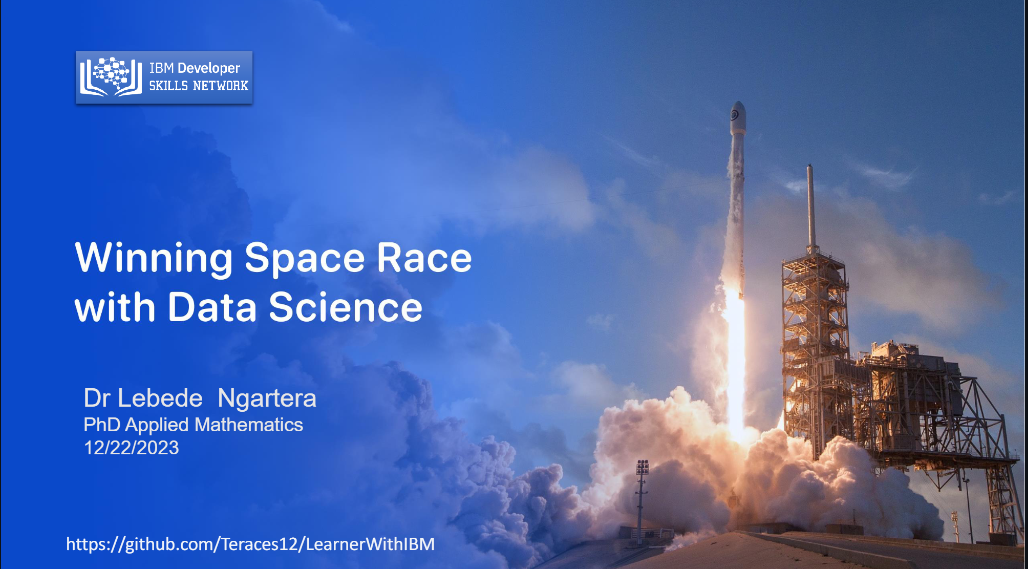 IBM Developer
SKILLS NETWORK
Winning Space Race
with Data Science
Dr Lebede  Ngartera
PhD Applied Mathematics
12/22/2023
https://github.com/Teraces12/LearnerWithIBM